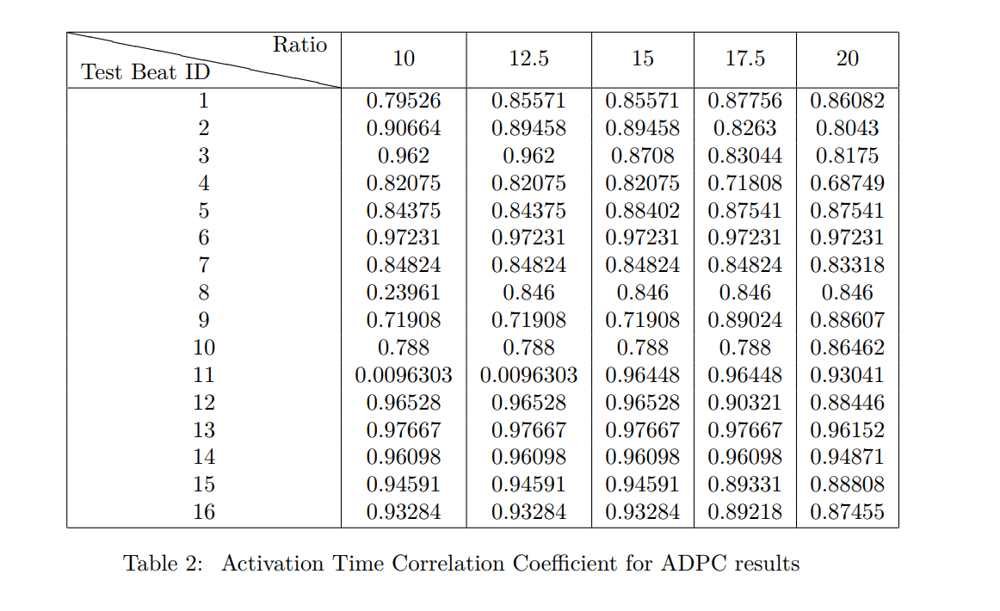 Ratio
Test Beat ID 10 12.5 15 17.5 20
1 0.79526 0.85571 0.85571 0.87756 0.86082
2 0.90664 0.89458 0.89458 0.8263 0.8043
3 0.962 0.962 0.8708 0.83044 0.8175
4 0.82075 0.82075 0.82075 0.71808 0.68749
5 0.84375 0.84375 0.88402 0.87541 0.87541
6 0.97231 0.97231 0.97231 0.97231 0.97231
7 0.84824 0.84824 0.84824 0.84824 0.83318
8 0.23961 0.846 0.846 0.846 0.846
9 0.71908 0.71908 0.71908 0.89024 0.88607
10 0.788 0.788 0.788 0.788 0.86462
11 0.0096303 0.0096303 0.96448 0.96448 0.93041
12 0.96528 0.96528 0.96528 0.90321 0.88446
13 0.97667 0.97667 0.97667 0.97667 0.96152
14 0.96098 0.96098 0.96098 0.96098 0.94871
15 0.94591 0.94591 0.94591 0.89331 0.88808
16 0.93284 0.93284 0.93284 0.89218 0.87455
Table 2: Activation Time Correlation Coefficient for ADPC results